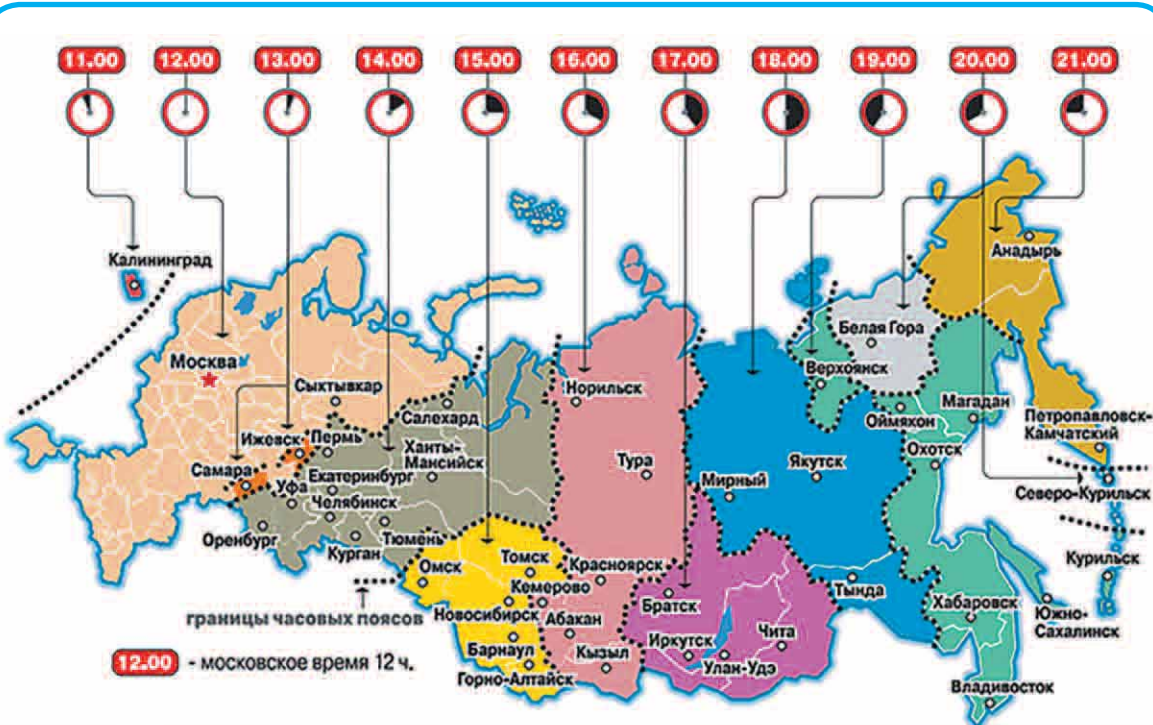 11.00 12.00 13.00 14.00 15.00 16.00 17.00 18.00 19.00 20.00 21.00
Калининград
Анадырь
Белая Гора
Москва
Верхоянск
Сыктывкар
Норильск
Салехард
Магадан
Оймякон
Петропавловск-
Камчатский
Ижевск
Пермь
Ханты-
Мансийск
Охотск
Самара
Тура
Якутск
Екатеринбург
Мирный
Уфа
Северо-Курильск
Челябинск
Оренбург
Тюмень
Курган
Томск
Омск
Красноярск
Курильск
Кемерово
Тында
границы часовых поясов
Новосибирск
Братск
Хабаровск
Абакан
Южно-
Сахалинск
Иркутск
Чита
Барнаул
Кызыл
12.00 - московское время 12 ч.
Улан-Удэ
Горно-Алтайск
Владивосток